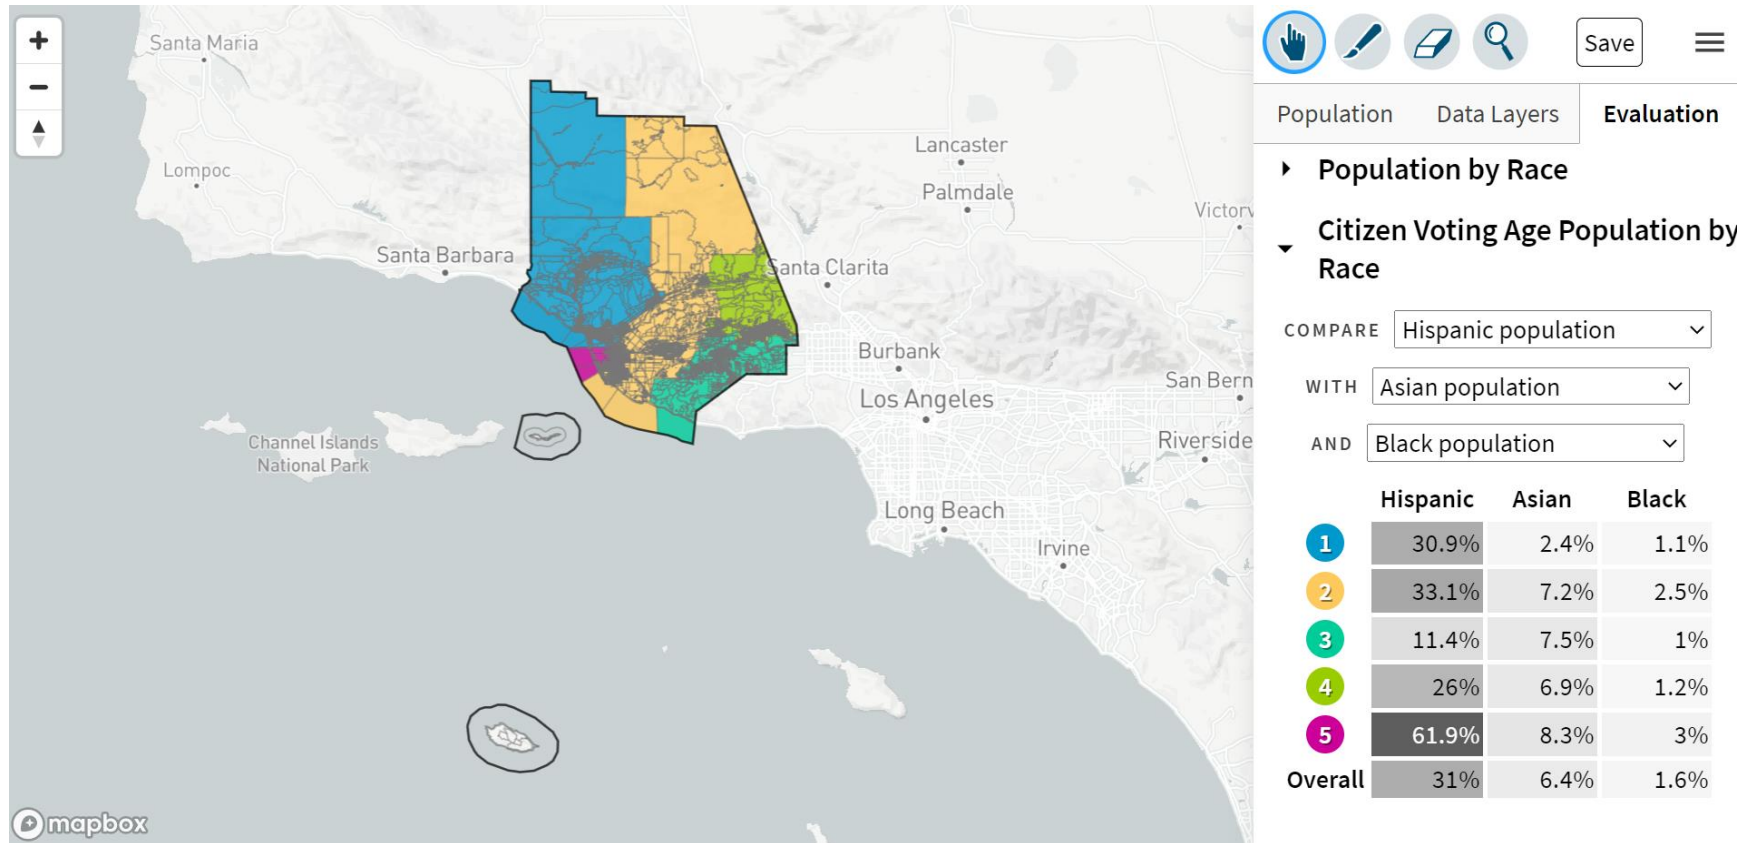 Santa Maria
Lompoc
Santa Barbara
Lancaster
Palmdale
Victorv
Santa Clarita
Burbank
Los Angeles
San Bern
Riverside
Channel Islands
National Park
Long Beach
Irvine
mapbox
Save
Population
Data Layers
Evaluation
Population by Race
Citizen Voting Age Population by
Race
COMPARE Hispanic population
WITH Asian population
AND Black population
Hispanic Asian Black
1 30.9% 2.4% 1.1%
2 33.1% 7.2% 2.5%
3 11.4% 7.5% 1%
4 26% 6.9% 1.2%
5 61.9% 8.3% 3%
Overall 31% 6.4% 1.6%